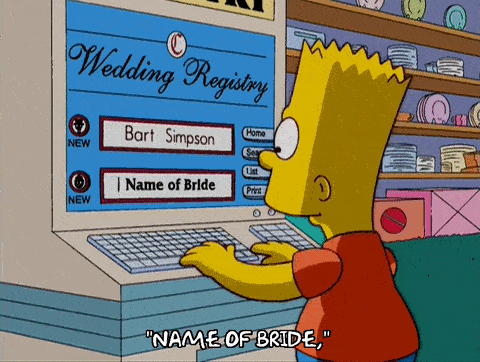 C
Wedding Registry
NEW
Bart Simpson
Home
NEW
Name of Bride
List
Print
"NAME OF BRIDE,"